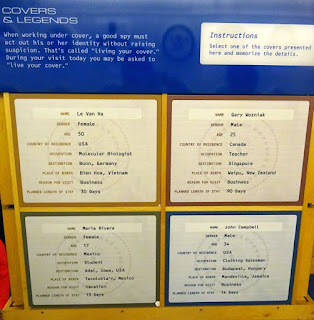 COVERS
& LEGENDS
When working under cover, a good spy must
act out his or her identity without raising
suspicion. That's called "living your cover."
During your visit today you may be asked to
"live your cover."
Instructions
Select one of the covers presented
here and memorize the details.
NAME Le Van Ha
GENDER Female
AGE 50
COUNTRY OF RESIDENCE USA
OCCUPATION Molecular Biologist
DESTINATION Bonn, Germany
PLACE OF BIRTH Bien Hoa, Vietnam
REASON FOR VISIT Business
PLANNED LENGTH OF STAY 30 Days
NAME Gary Wozniak
GENDER Male
AGE 25
COUNTRY OF RESIDENCE Canada
OCCUPATION Teacher
DESTINATION Singapore
PLACE OF BIRTH Waipu, New Zealand
REASON FOR VISIT Business
PLANNED LENGTH OF STAY 90 Days
NAME Maria Rivera
GENDER Female
AGE 17
COUNTRY OF RESIDENCE Mexico
OCCUPATION Student
DESTINATION Adel, Iowa, USA
PLACE OF BIRTH Mexico
REASON FOR VISIT Vacation
PLANNED LENGTH OF STAY 13 Days
NAME John Campbell
GENDER Male
AGE 34
COUNTRY OF RESIDENCE USA
OCCUPATION Clothing Salesman
DESTINATION Budapest, Hungary
PLACE OF BIRTH Mandeville, Jamaica
REASON FOR VISIT Business
PLANNED LENGTH OF STAY 14 Days